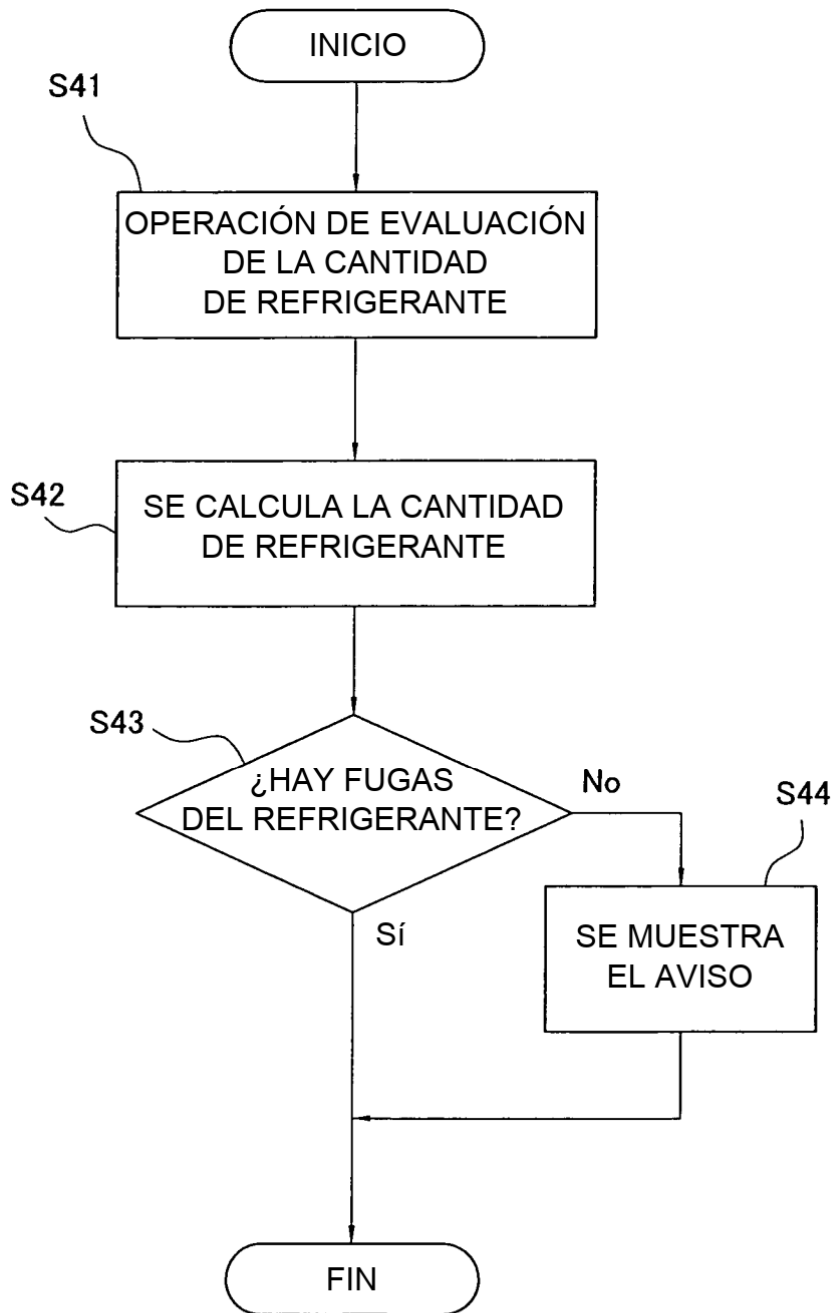 INICIO
S41
OPERACIÓN DE EVALUACIÓN
DE LA CANTIDAD
DE REFRIGERANTE
S42
SE CALCULA LA CANTIDAD
DE REFRIGERANTE
S43
¿HAY FUGAS
DEL REFRIGERANTE?
No
S44
SE MUESTRA
EL AVISO
Sí
FIN